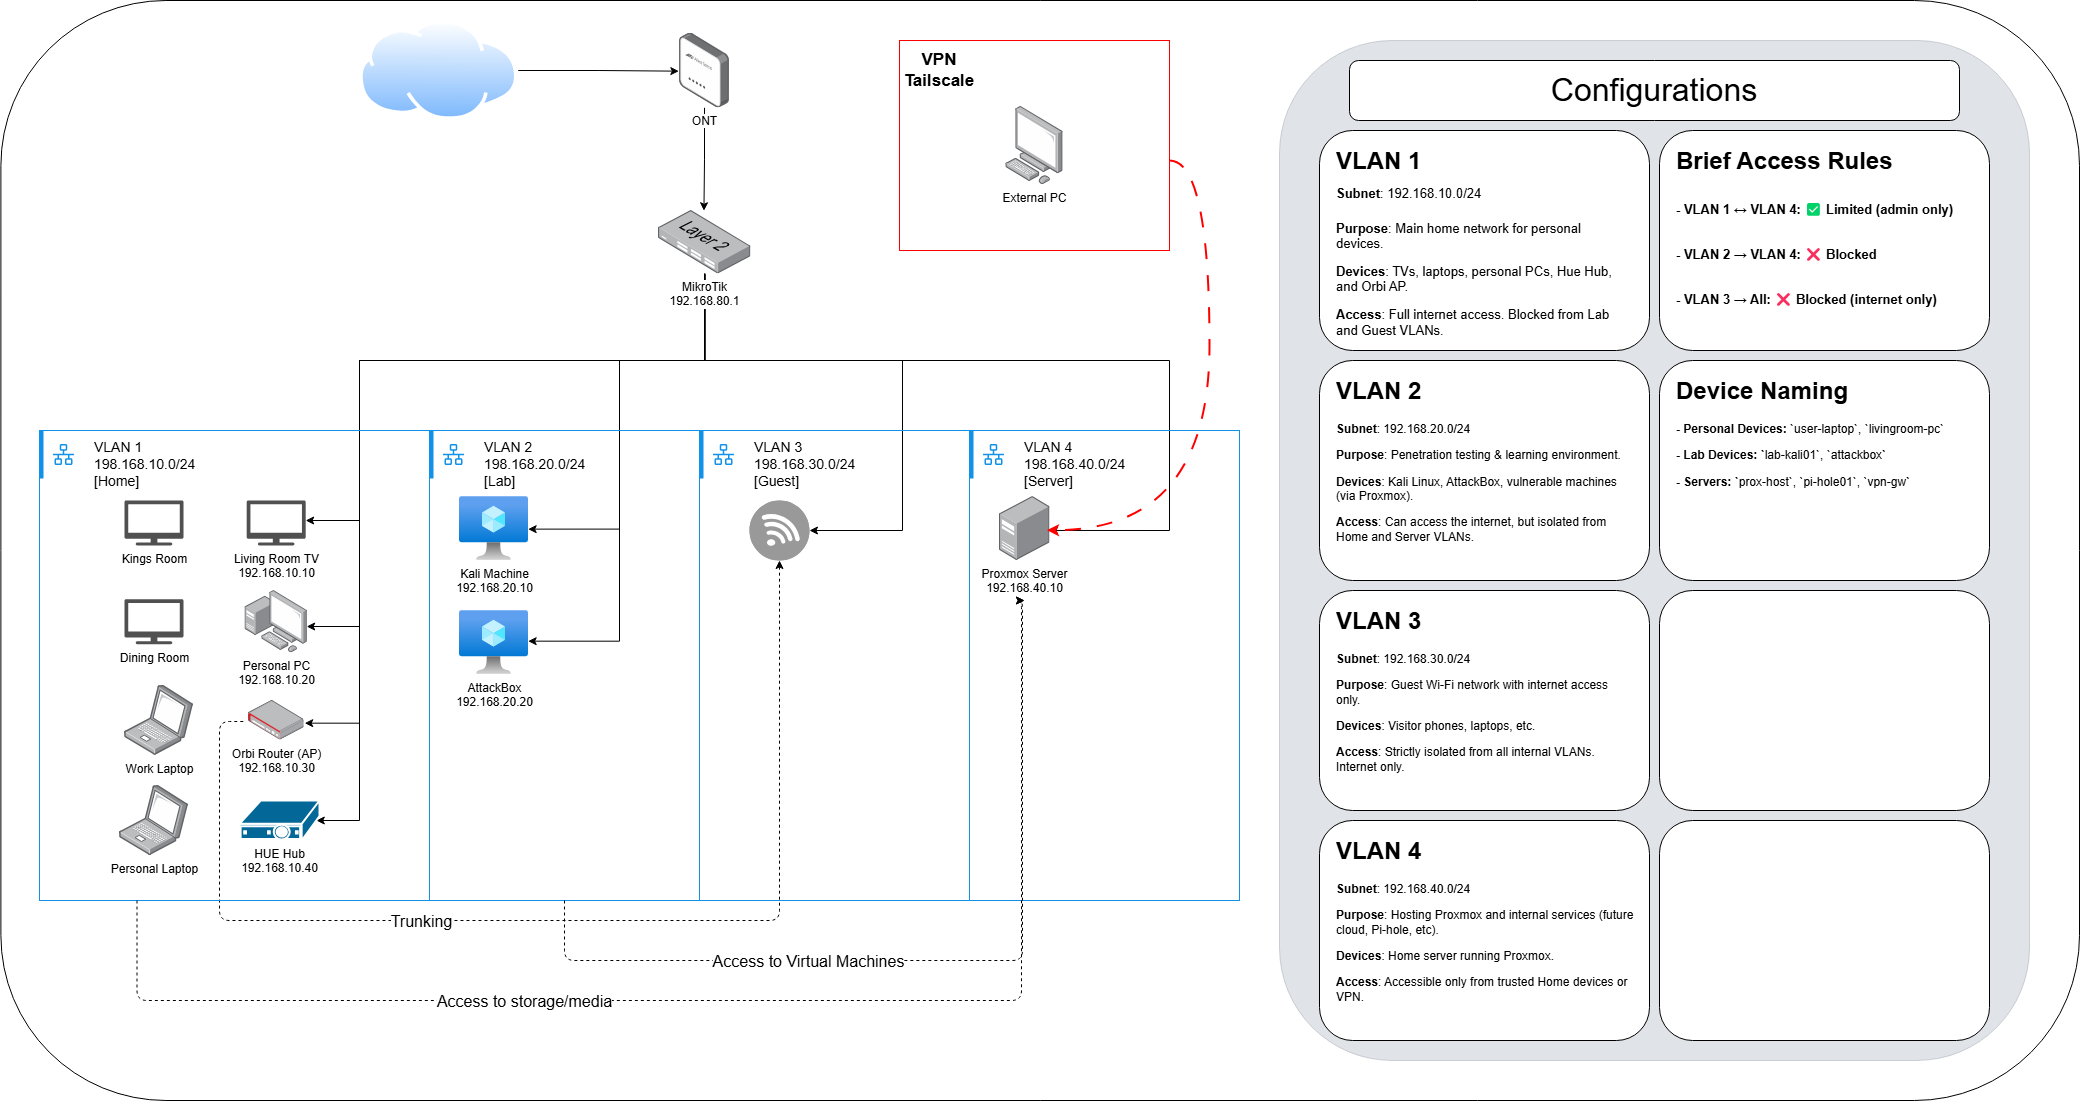 ONT
Layer 2
MikroTik
192.168.80.1
VPN
Tailscale
External PC
VLAN 1
198.168.10.0/24
[Home]
Kings Room
Living Room TV
192.168.10.10
Dining Room
Personal PC
192.168.10.20
Work Laptop
Orbi Router (AP)
192.168.10.30
Personal Laptop
HUE Hub
192.168.10.40
VLAN 2
198.168.20.0/24
[Lab]
Kali Machine
192.168.20.10
AttackBox
192.168.20.20
VLAN 3
198.168.30.0/24
[Guest]
VLAN 4
198.168.40.0/24
[Server]
Proxmox Server
192.168.40.10
Trunking
Access to Virtual Machines
Access to storage/media
Configurations
VLAN 1
Subnet: 192.168.10.0/24
Purpose: Main home network for personal
devices.
Devices: TVs, laptops, personal PCs, Hue Hub,
and Orbi AP.
Access: Full internet access. Blocked from Lab
and Guest VLANs.
Brief Access Rules
- VLAN 1 ↔ VLAN 4: ✅ Limited (admin only)
- VLAN 2 → VLAN 4: ❌ Blocked
- VLAN 3 → All: ❌ Blocked (internet only)
VLAN 2
Subnet: 192.168.20.0/24
Purpose: Penetration testing & learning environment.
Devices: Kali Linux, AttackBox, vulnerable machines
(via Proxmox).
Access: Can access the internet, but isolated from
Home and Server VLANs.
Device Naming
- Personal Devices: `user-laptop`, `livingroom-pc`
- Lab Devices: `lab-kali01`, `attackbox`
- Servers: `prox-host`, `pi-hole01`, `vpn-gw`
VLAN 3
Subnet: 192.168.30.0/24
Purpose: Guest Wi-Fi network with internet access
only.
Devices: Visitor phones, laptops, etc.
Access: Strictly isolated from all internal VLANs.
Internet only.
VLAN 4
Subnet: 192.168.40.0/24
Purpose: Hosting Proxmox and internal services (future
cloud, Pi-hole, etc).
Devices: Home server running Proxmox.
Access: Accessible only from trusted Home devices or
VPN.